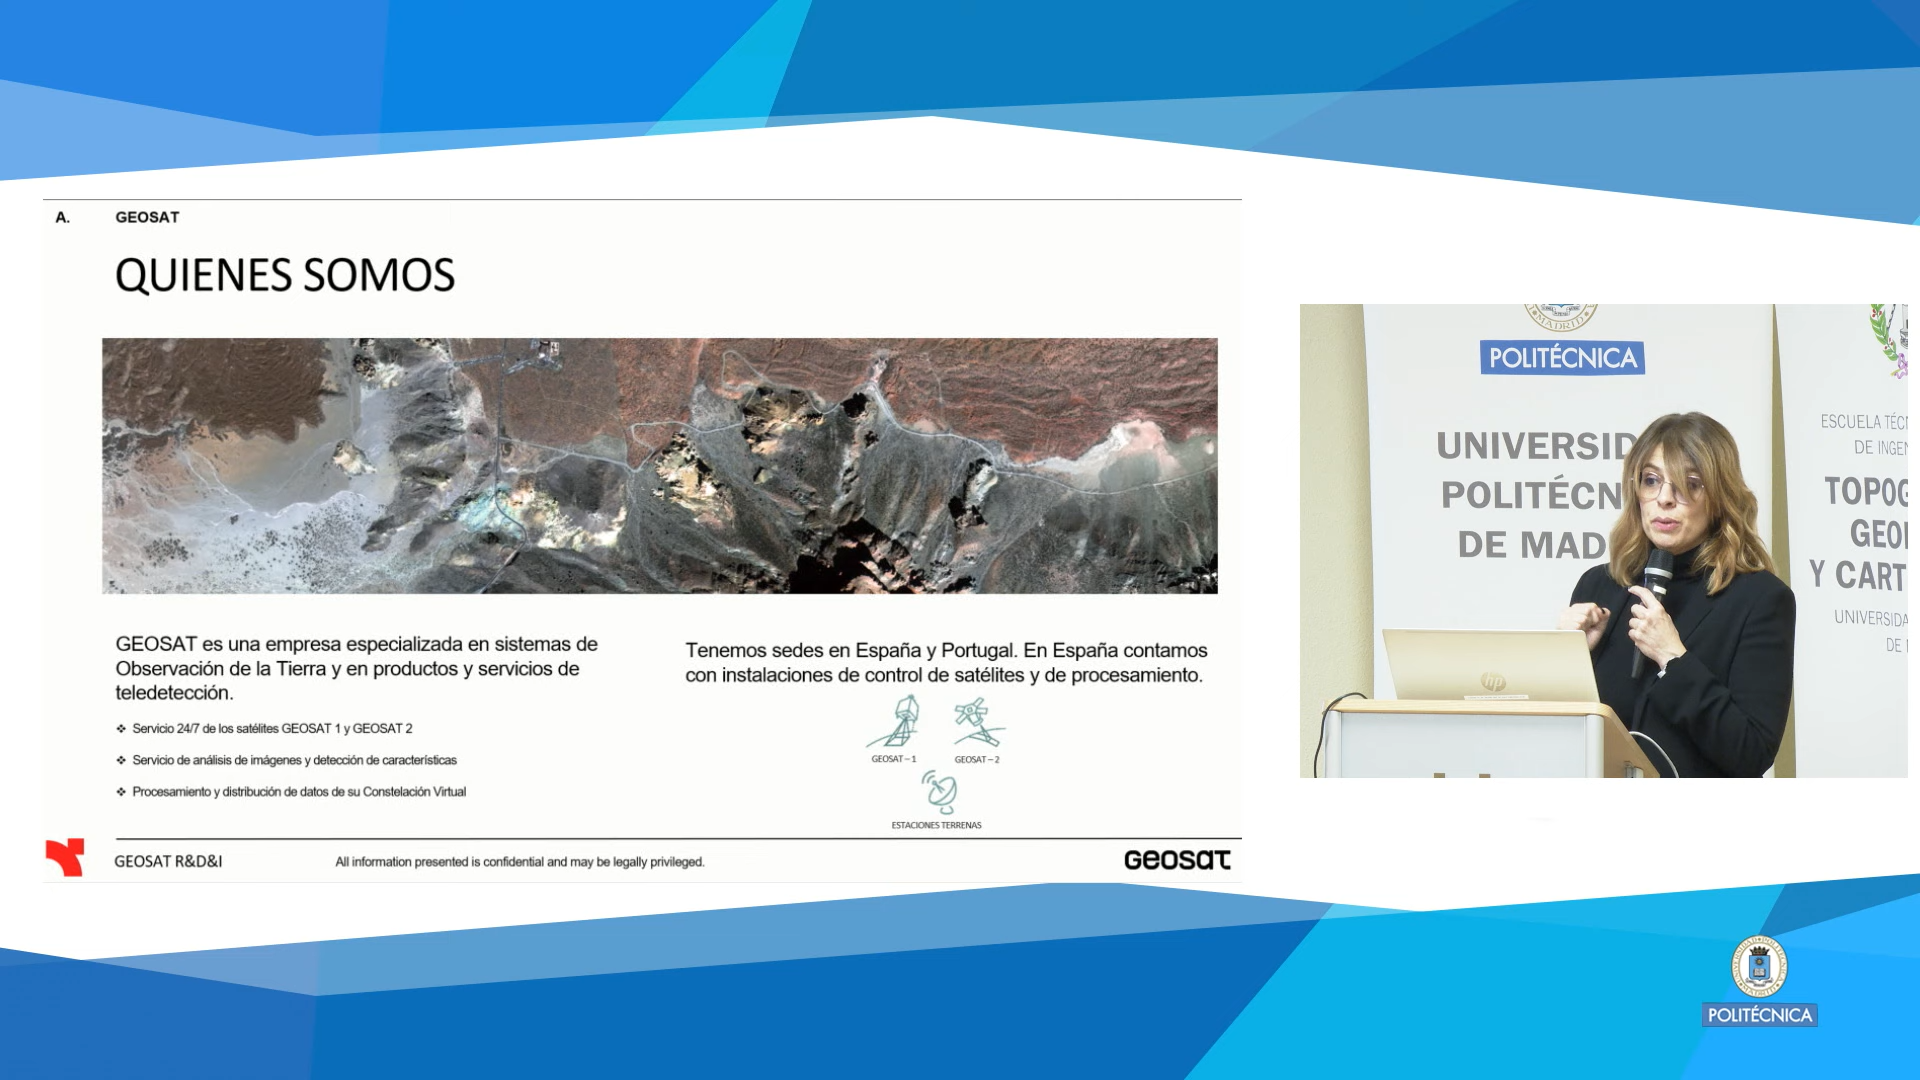 A. GEOSAT
QUIENES SOMOS
GEOSAT es una empresa especializada en sistemas de
Observación de la Tierra y en productos y servicios de
teledetección.
❖ Servicio 24/7 de los satélites GEOSAT 1 y GEOSAT 2
❖ Servicio de análisis de imágenes y detección de características
❖ Procesamiento y distribución de datos de su Constelación Virtual
Tenemos sedes en España y Portugal. En España contamos
con instalaciones de control de satélites y de procesamiento.
GEOSAT – 1
GEOSAT – 2
ESTACIONES TERRENAS
GEOSAT R&D&I
All information presented is confidential and may be legally privileged.
GEOSAT
MADRID
POLITÉCNICA
UNIVERSID
POLITÉCN
DE MAD
ESCUELA TÉC
DE INGEN
TOPOG
GEO
Y CART
UNIVERSIDA
DE
hp
POLITÉCNICA